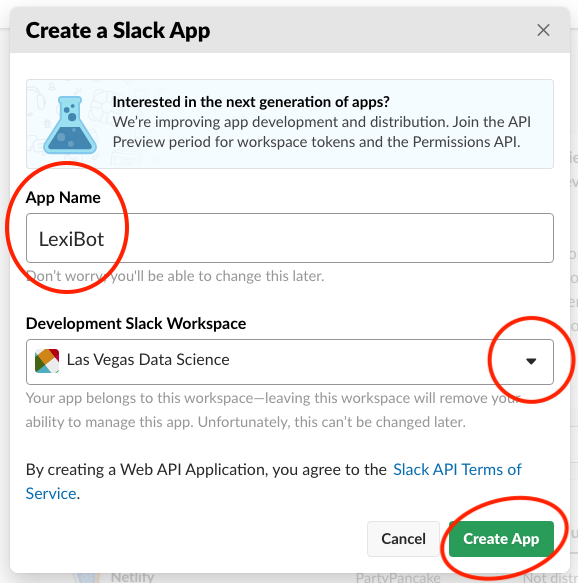 Create a Slack App
Interested in the next generation of apps?
We're improving app development and distribution. Join the API
Preview period for workspace tokens and the Permissions API.
App Name
LexiBot
Don't worry, you'll be able to change this later.
Development Slack Workspace
Las Vegas Data Science
Your app belongs to this workspace—leaving this workspace will remove your
ability to manage this app. Unfortunately, this can't be changed later.
By creating a Web API Application, you agree to the Slack API Terms of
Service.
Cancel
Create App
Netlify
PartyPancake
Not distr